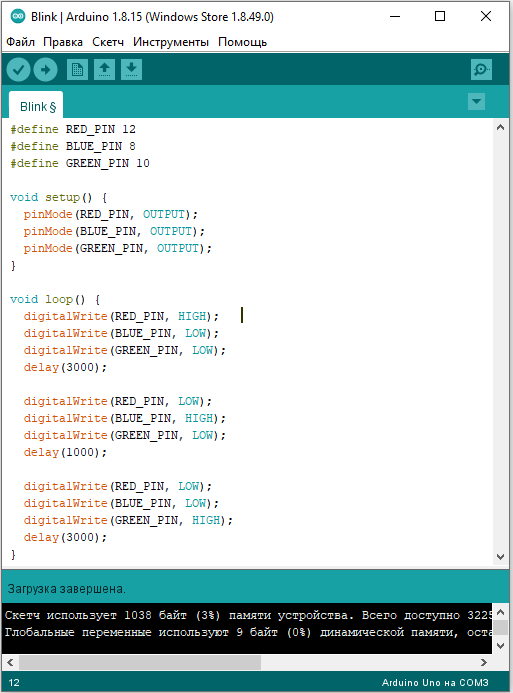 Blink | Arduino 1.8.15 (Windows Store 1.8.49.0)
Файл Правка Скетч Инструменты Помощь
Blink §
#define RED_PIN 12
#define BLUE_PIN 8
#define GREEN_PIN 10
void setup() {
pinMode(RED_PIN, OUTPUT);
pinMode(BLUE_PIN, OUTPUT);
pinMode(GREEN_PIN, OUTPUT);
}
void loop() {
digitalWrite(RED_PIN, HIGH);
digitalWrite(BLUE_PIN, LOW);
digitalWrite(GREEN_PIN, LOW);
delay(3000);
digitalWrite(RED_PIN, LOW);
digitalWrite(BLUE_PIN, HIGH);
digitalWrite(GREEN_PIN, LOW);
delay(1000);
digitalWrite(RED_PIN, LOW);
digitalWrite(BLUE_PIN, LOW);
digitalWrite(GREEN_PIN, HIGH);
delay(3000);
}
Загрузка завершена.
Скетч использует 1038 байт (3%) памяти устройства. Всего доступно 3225
Глобальные переменные используют 9 байт (0%) динамической памяти, оста
12 Arduino Uno на COM3